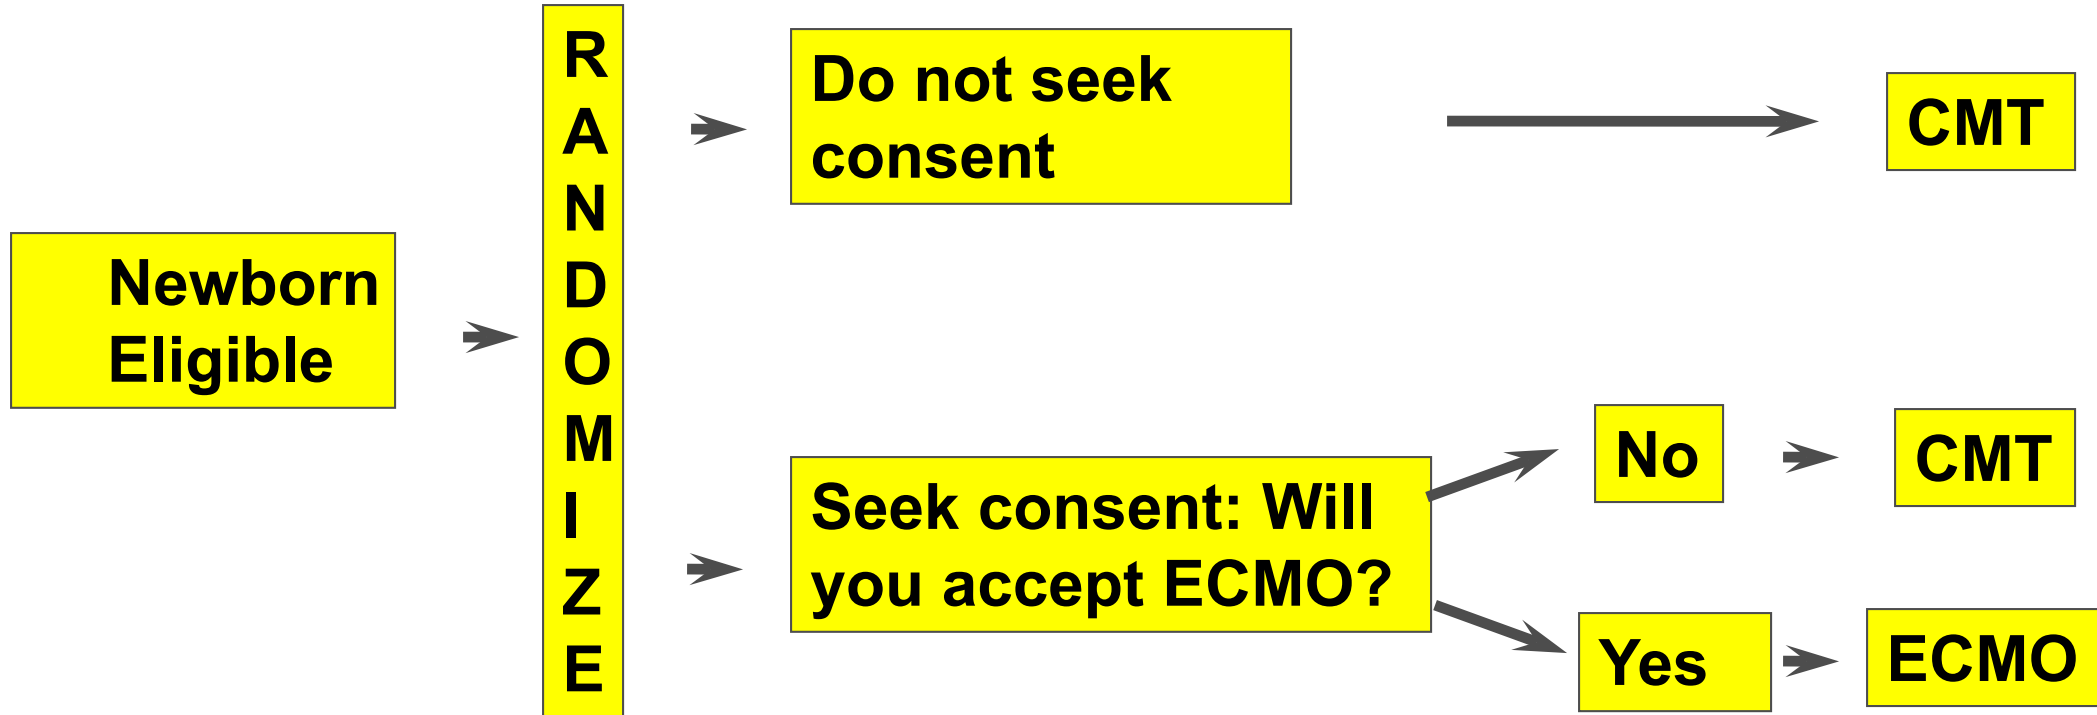 Newborn
Eligible
R
A
N
D
O
M
I
Z
E
Do not seek
consent
CMT
Seek consent: Will
you accept ECMO?
No
CMT
Yes
ECMO